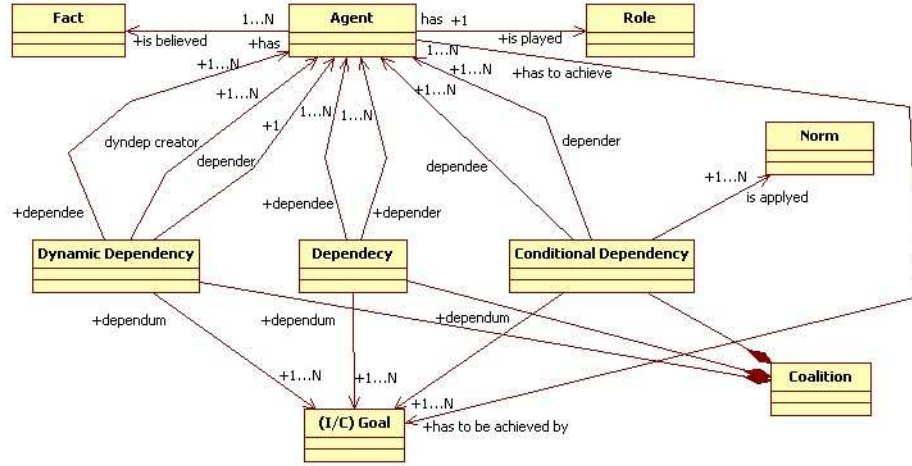 Fact
1...N
Agent
has +1
Role
+is believed
+has
+is played
1...N
+has to achieve
+1...N
+1...N
+1...N
+1...N
+1
1...N
1...N
+1...N
dyndep creator
depender
dependee
depender
Norm
+1...N
is applyed
+dependee
+dependee
+depender
Dynamic Dependency
Dependecy
Conditional Dependency
+dependum
+dependum
+dependum
+1...N
+1...N
+1...N
Coalition
(I/C) Goal
+has to be achieved by